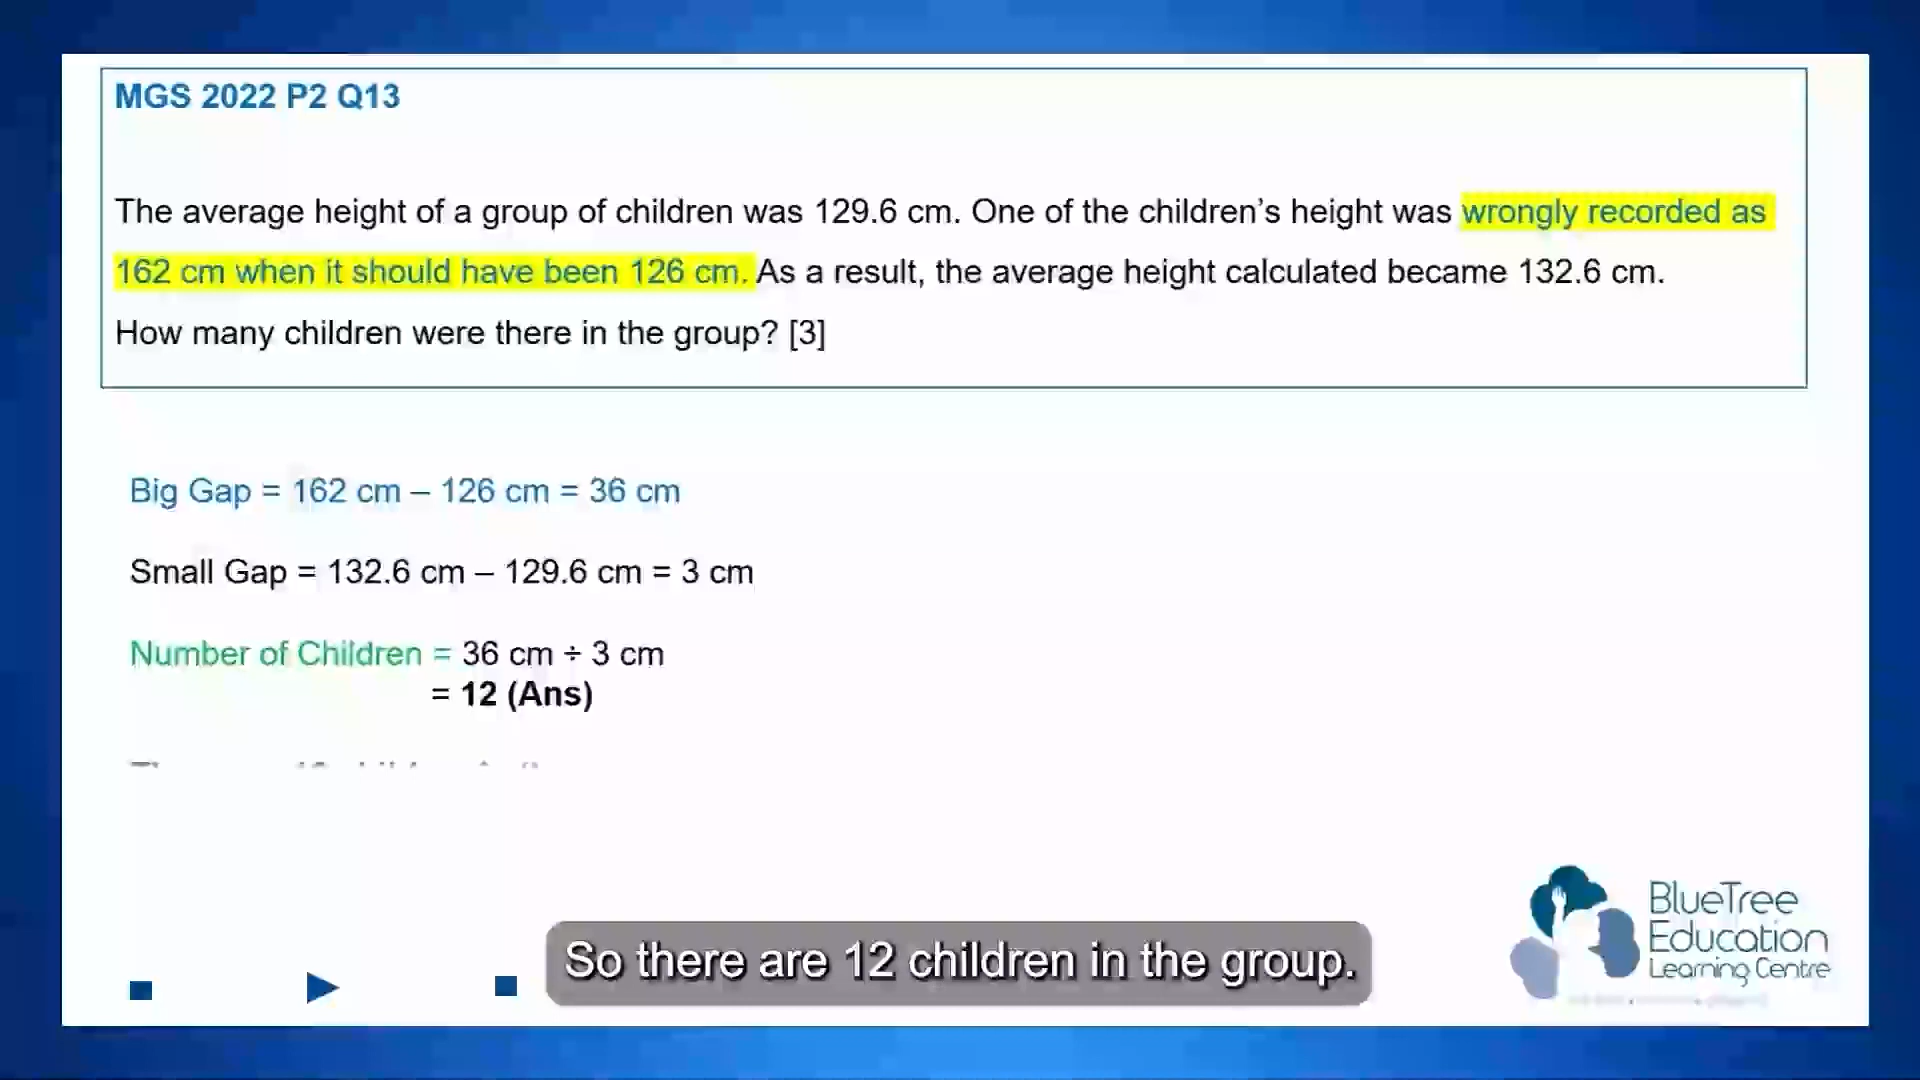 MGS 2022 P2 Q13
The average height of a group of children was 129.6 cm. One of the children’s height was wrongly recorded as
162 cm when it should have been 126 cm. As a result, the average height calculated became 132.6 cm.
How many children were there in the group? [3]
Big Gap = 162 cm – 126 cm = 36 cm
Small Gap = 132.6 cm – 129.6 cm = 3 cm
Number of Children = 36 cm ÷ 3 cm
= 12 (Ans)
So there are 12 children in the group.
BlueTree
Education
Learning Centre